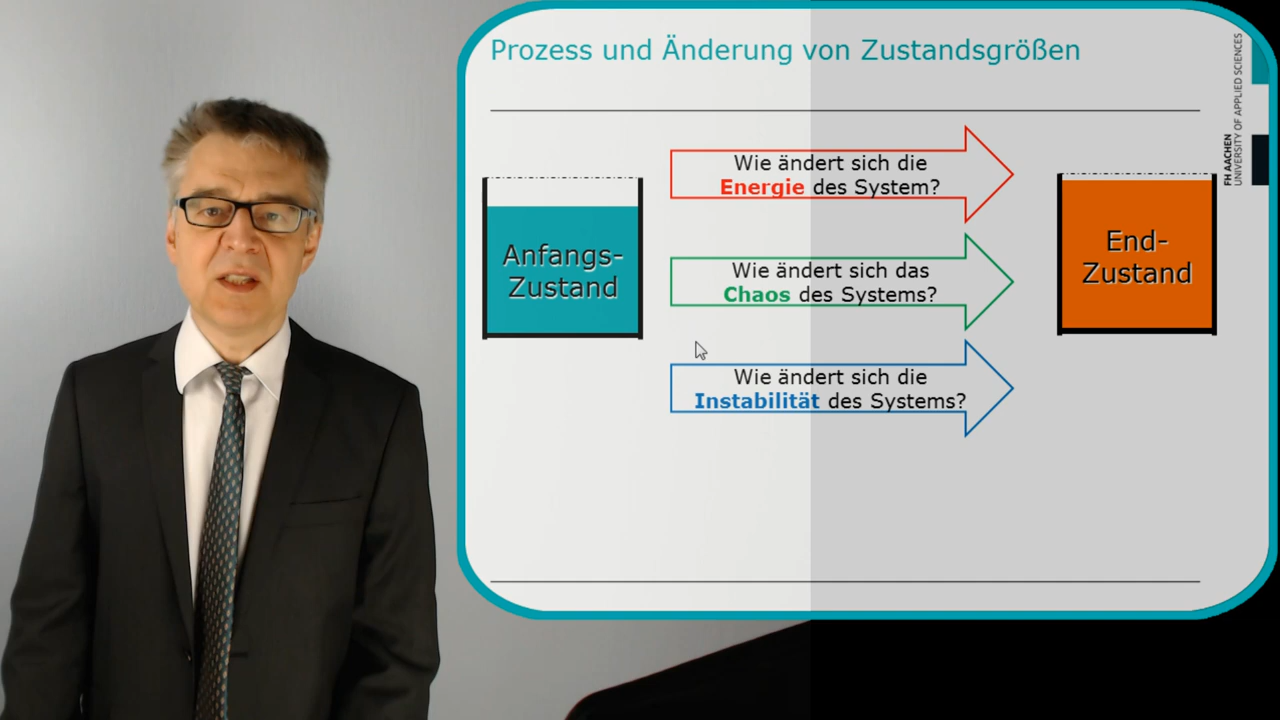 Prozess und Änderung von Zustandsgrößen
Wie ändert sich die
Energie des System?
Anfangs-
Zustand
Wie ändert sich das
Chaos des Systems?
Wie ändert sich die
Instabilität des Systems?
End-
Zustand
FH AACHEN
UNIVERSITY OF APPLIED SCIENCES